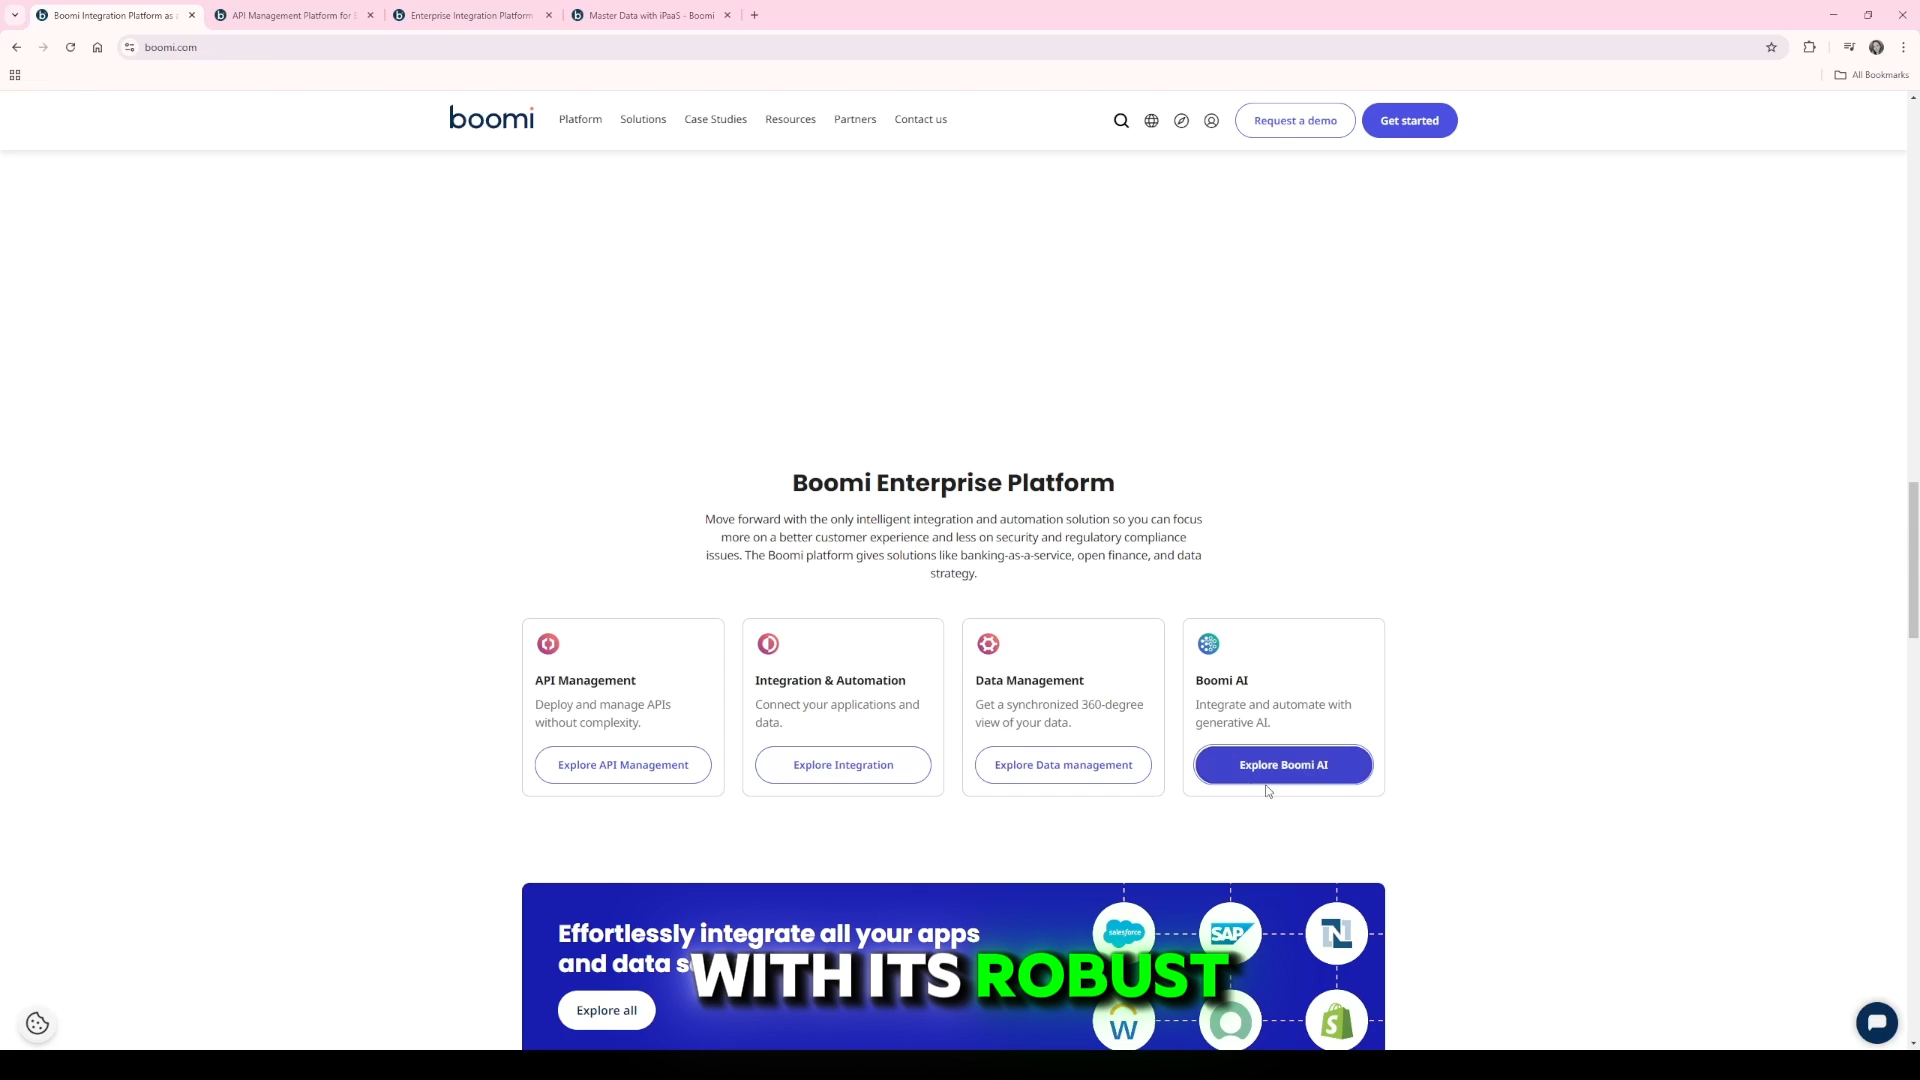 Boomi Integration Platform as a
API Management Platform for E
Enterprise Integration Platform
Master Data with iPaaS - Boomi
boomi.com
All Bookmarks
boomi
Platform
Solutions
Case Studies
Resources
Partners
Contact us
Request a demo
Get started
Boomi Enterprise Platform
Move forward with the only intelligent integration and automation solution so you can focus
more on a better customer experience and less on security and regulatory compliance
issues. The Boomi platform gives solutions like banking-as-a-service, open finance, and data
strategy.
API Management
Deploy and manage APIs
without complexity.
Explore API Management
Integration & Automation
Connect your applications and
data.
Explore Integration
Data Management
Get a synchronized 360-degree
view of your data.
Explore Data management
Boomi AI
Integrate and automate with
generative AI.
Explore Boomi AI
Effortlessly integrate all your apps
and data
Explore all
salesforce
SAP
N
W
S
WITH ITS ROBUST